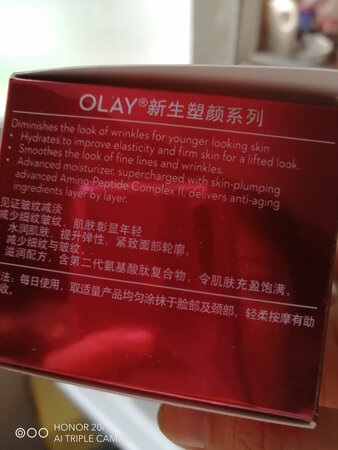 OLAY®新生塑颜系列
Diminishes the look of wrinkles for younger looking skin
• Hydrates to improve elasticity and firm skin for a lifted look.
• Smoothes the look of fine lines and wrinkles.
• Advanced moisturizer, supercharged with skin-plumping
advanced Amino-Peptide Complex II, delivers anti-aging
ingredients layer by layer.
见证皱纹减淡
减少细纹皱纹，肌肤彰显年轻
水润肌肤，提升弹性，紧致面部轮廓。
减少细纹与皱纹。
滋润配方，含第二代氨基酸肽复合物，令肌肤充盈饱满。
法：每日使用，取适量产品均匀涂抹于脸部及颈部，轻柔按摩有助
收。
HONOR 20
AI TRIPLE CAMERA